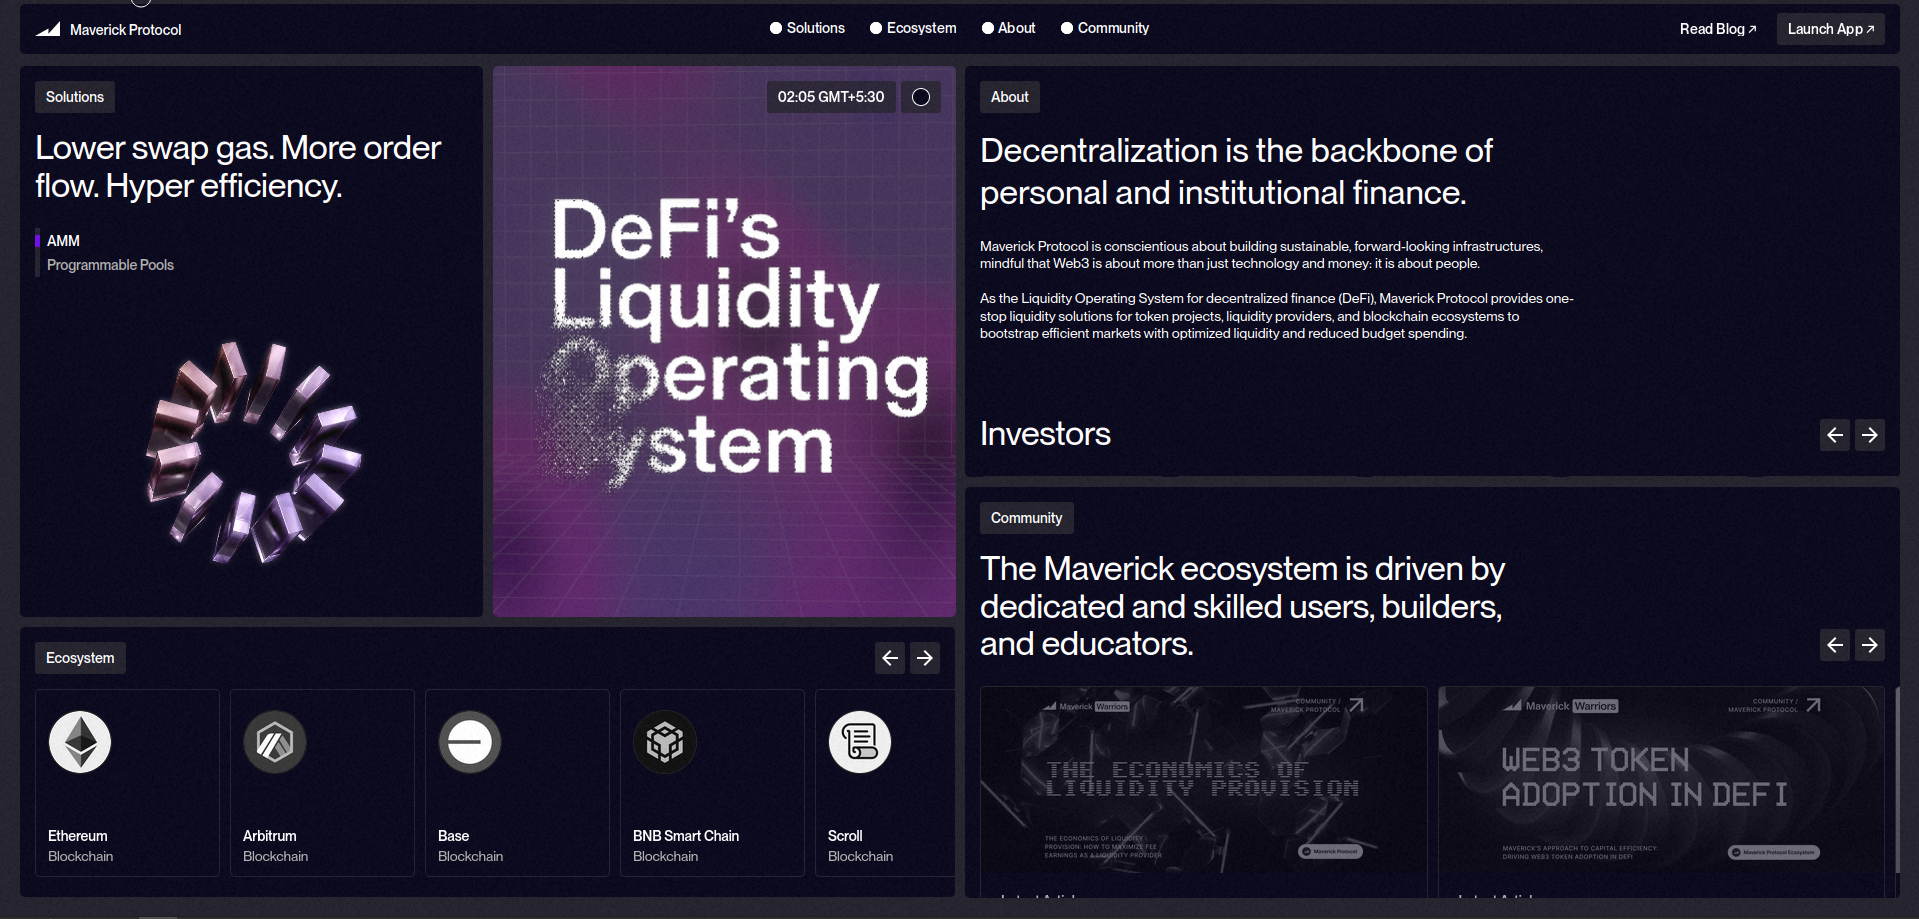 Maverick Protocol
Solutions
Ecosystem
About
Community
Read Blog ↗
Launch App ↗
Solutions
Lower swap gas. More order
flow. Hyper efficiency.
AMM
Programmable Pools
02:05 GMT+5:30
DeFi’s
Liquidity
Operating
System
About
Decentralization is the backbone of
personal and institutional finance.
Maverick Protocol is conscientious about building sustainable, forward-looking infrastructures,
mindful that Web3 is about more than just technology and money: it is about people.
As the Liquidity Operating System for decentralized finance (DeFi), Maverick Protocol provides one-
stop liquidity solutions for token projects, liquidity providers, and blockchain ecosystems to
bootstrap efficient markets with optimized liquidity and reduced budget spending.
Investors
Ecosystem
Ethereum
Blockchain
Arbitrum
Blockchain
Base
Blockchain
BNB Smart Chain
Blockchain
Scroll
Blockchain
Community
The Maverick ecosystem is driven by
dedicated and skilled users, builders,
and educators.
Maverick Warriors
COMMUNITY /
MAVERICK PROTOCOL
THE ECONOMICS OF
LIQUIDITY PROVISION
THE ECONOMICS OF LIQUIDITY
PROVISION: HOW TO MAXIMIZE FEE
EARNINGS AS A LIQUIDITY PROVIDER
Maverick Protocol
Maverick Warriors
COMMUNITY /
MAVERICK PROTOCOL
WEB3 TOKEN
ADOPTION IN DEFI
MAVERICK'S APPROACH TO CAPITAL EFFICIENCY:
DRIVING WEB3 TOKEN ADOPTION IN DEFI
Maverick Protocol Ecosystem